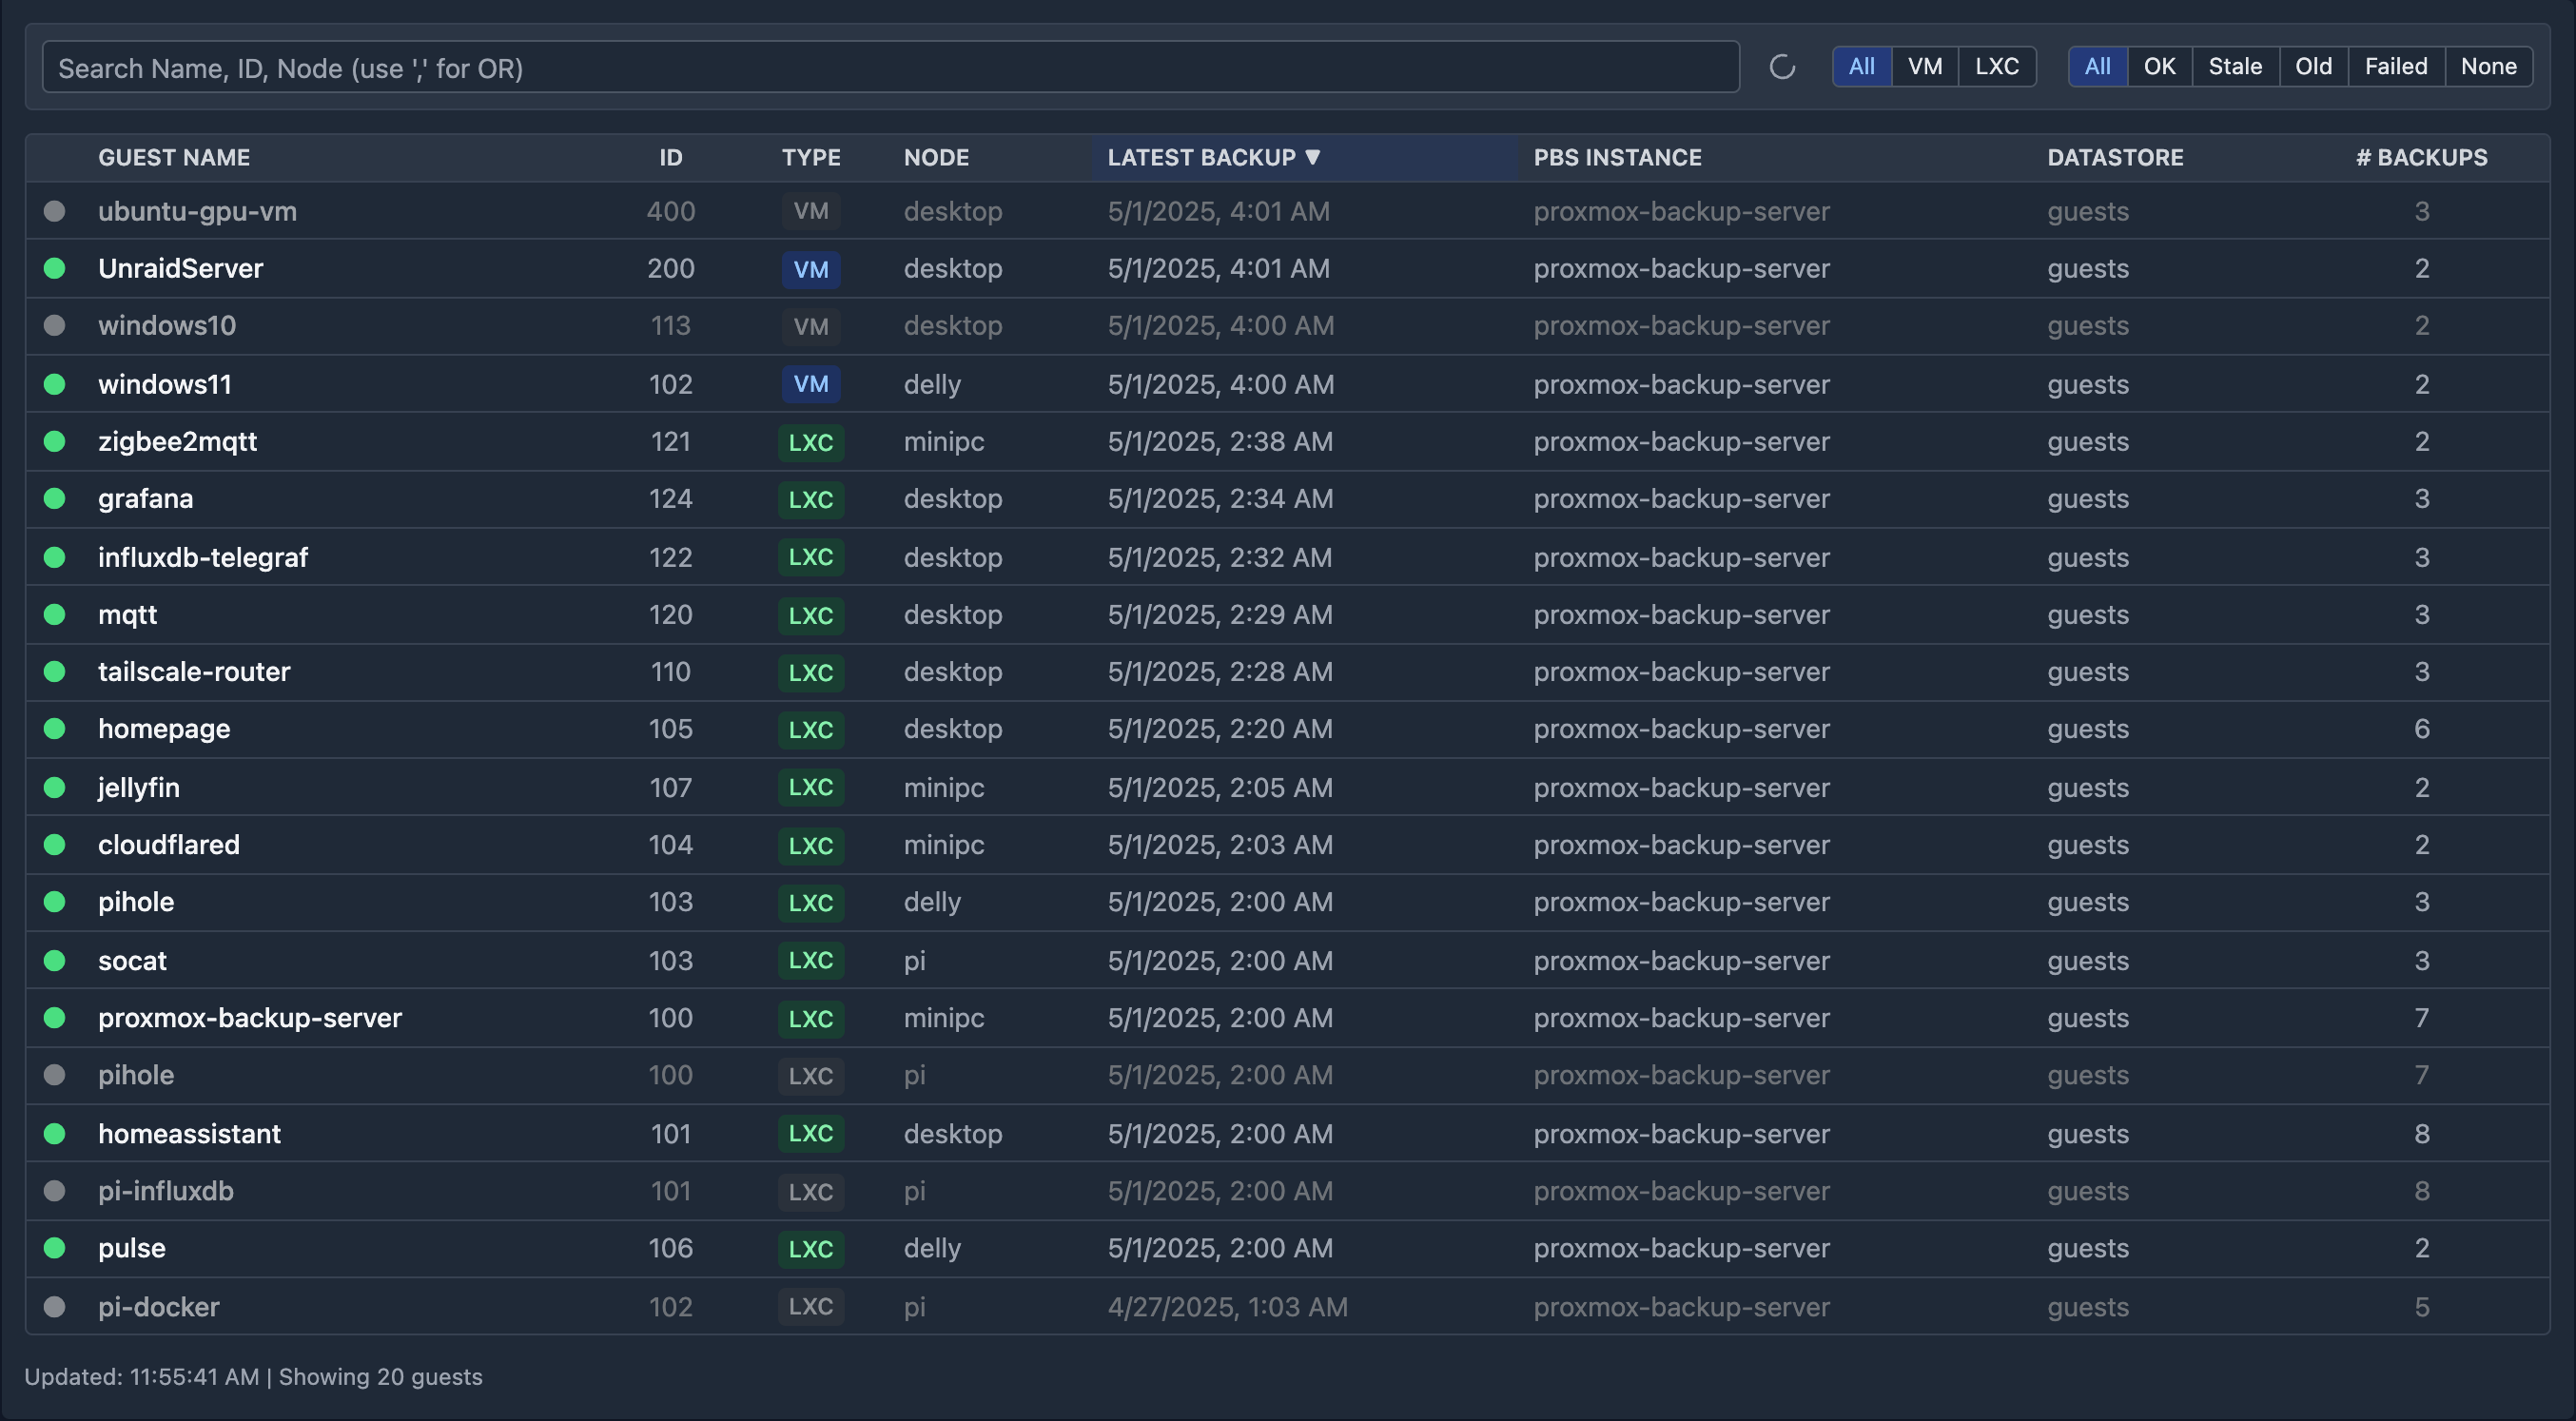 Search Name, ID, Node (use ',' for OR) All VM LXC All OK Stale Old Failed None
GUEST NAME ID TYPE NODE LATEST BACKUP ▼ PBS INSTANCE DATASTORE # BACKUPS
ubuntu-gpu-vm 400 VM desktop 5/1/2025, 4:01 AM proxmox-backup-server guests 3
UnraidServer 200 VM desktop 5/1/2025, 4:01 AM proxmox-backup-server guests 2
windows10 113 VM desktop 5/1/2025, 4:00 AM proxmox-backup-server guests 2
windows11 102 VM delly 5/1/2025, 4:00 AM proxmox-backup-server guests 2
zigbee2mqtt 121 LXC minipc 5/1/2025, 2:38 AM proxmox-backup-server guests 2
grafana 124 LXC desktop 5/1/2025, 2:34 AM proxmox-backup-server guests 3
influxdb-telegraf 122 LXC desktop 5/1/2025, 2:32 AM proxmox-backup-server guests 3
mqtt 120 LXC desktop 5/1/2025, 2:29 AM proxmox-backup-server guests 3
tailscale-router 110 LXC desktop 5/1/2025, 2:28 AM proxmox-backup-server guests 3
homepage 105 LXC desktop 5/1/2025, 2:20 AM proxmox-backup-server guests 6
jellyfin 107 LXC minipc 5/1/2025, 2:05 AM proxmox-backup-server guests 2
cloudflared 104 LXC minipc 5/1/2025, 2:03 AM proxmox-backup-server guests 2
pihole 103 LXC delly 5/1/2025, 2:00 AM proxmox-backup-server guests 3
socat 103 LXC pi 5/1/2025, 2:00 AM proxmox-backup-server guests 3
proxmox-backup-server 100 LXC minipc 5/1/2025, 2:00 AM proxmox-backup-server guests 7
pihole 100 LXC pi 5/1/2025, 2:00 AM proxmox-backup-server guests 7
homeassistant 101 LXC desktop 5/1/2025, 2:00 AM proxmox-backup-server guests 8
pi-influxdb 101 LXC pi 5/1/2025, 2:00 AM proxmox-backup-server guests 8
pulse 106 LXC delly 5/1/2025, 2:00 AM proxmox-backup-server guests 2
pi-docker 102 LXC pi 4/27/2025, 1:03 AM proxmox-backup-server guests 5
Updated: 11:55:41 AM | Showing 20 guests